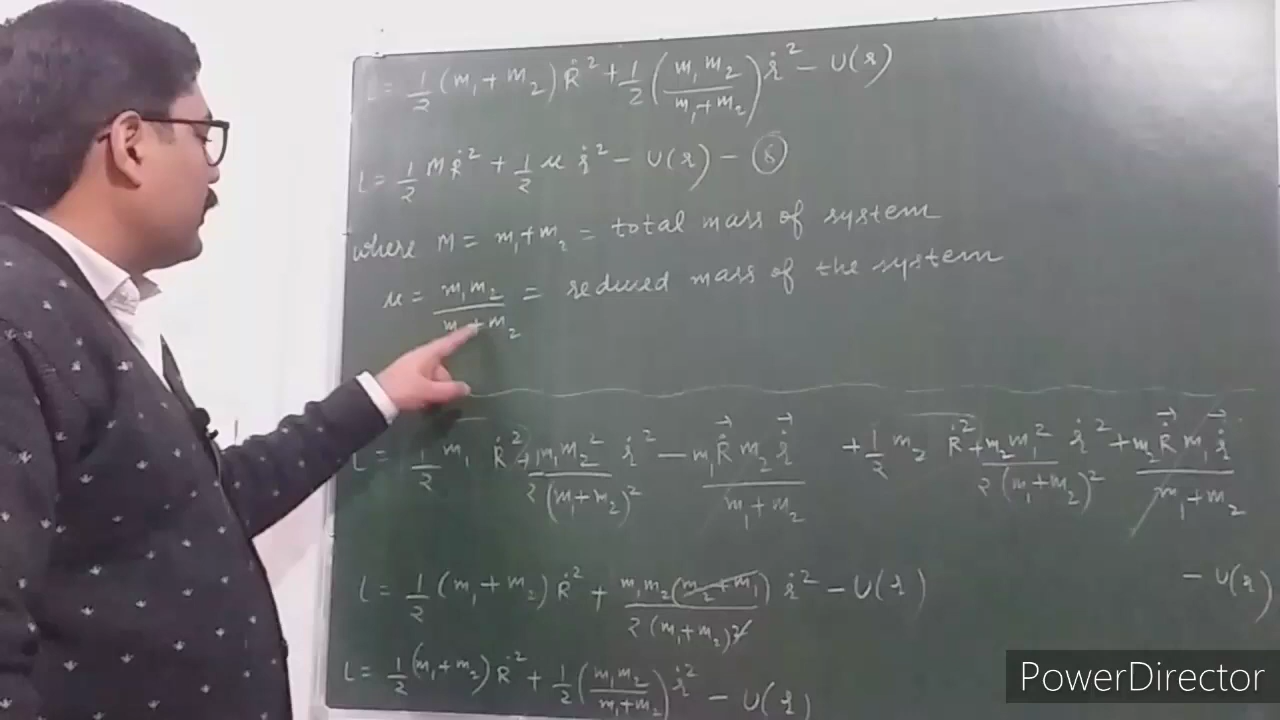 L = 1/2 (m₁ + m₂) Ṙ² + 1/2 (m₁m₂ / m₁+m₂) ṙ² − U(r)
L = 1/2 MṘ² + 1/2 μ ṙ² − U(r) − ⑧
where M = m₁ + m₂ = total mass of system
μ = m₁m₂ / m₁+m₂ = reduced mass of the system
L = 1/2 m₁ Ṙ² + m₁m₂² / 2(m₁+m₂)² ṙ² − m₁Ṙ⃗ m₂ ṙ⃗ / m₁+m₂ + 1/2 m₂ Ṙ² + m₂m₁² / 2(m₁+m₂)² ṙ² + m₂Ṙ⃗ m₁ṙ⃗ / m₁+m₂
− U(r)
L = 1/2 (m₁ + m₂) Ṙ² + m₁m₂(m₂+m₁) / 2(m₁+m₂)² ṙ² − U(r)
L = 1/2 (m₁+m₂) Ṙ² + 1/2 (m₁m₂ / m₁+m₂) ṙ² − U(r)
PowerDirector